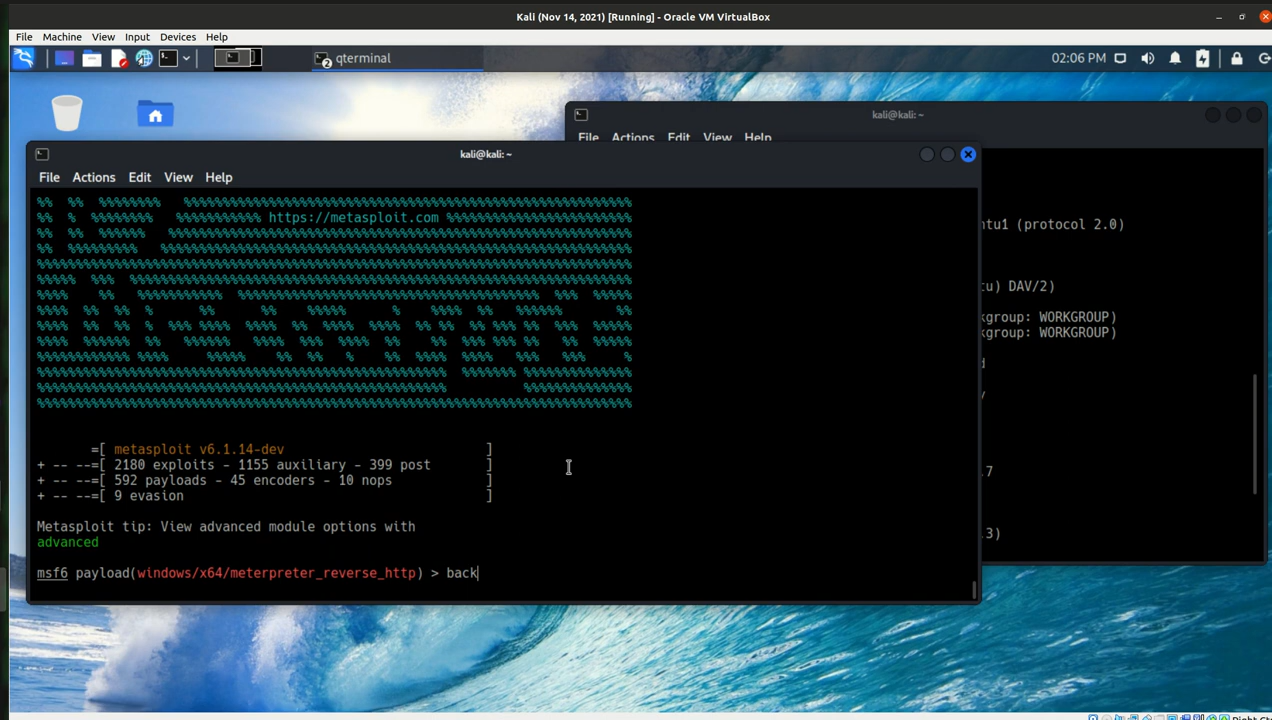 Kali (Nov 14, 2021) [Running] - Oracle VM VirtualBox
File Machine View Input Devices Help
2 qterminal 02:06 PM
kali@kali: ~
File Actions Edit View Help
kali@kali: ~
File Actions Edit View Help
https://metasploit.com
=[ metasploit v6.1.14-dev ]
+ -- --=[ 2180 exploits - 1155 auxiliary - 399 post ]
+ -- --=[ 592 payloads - 45 encoders - 10 nops ]
+ -- --=[ 9 evasion ]
Metasploit tip: View advanced module options with
advanced
msf6 payload(windows/x64/meterpreter_reverse_http) > back
ntu1 (protocol 2.0)
tu) DAV/2)
kgroup: WORKGROUP)
kgroup: WORKGROUP)
d
/
.7
.3)